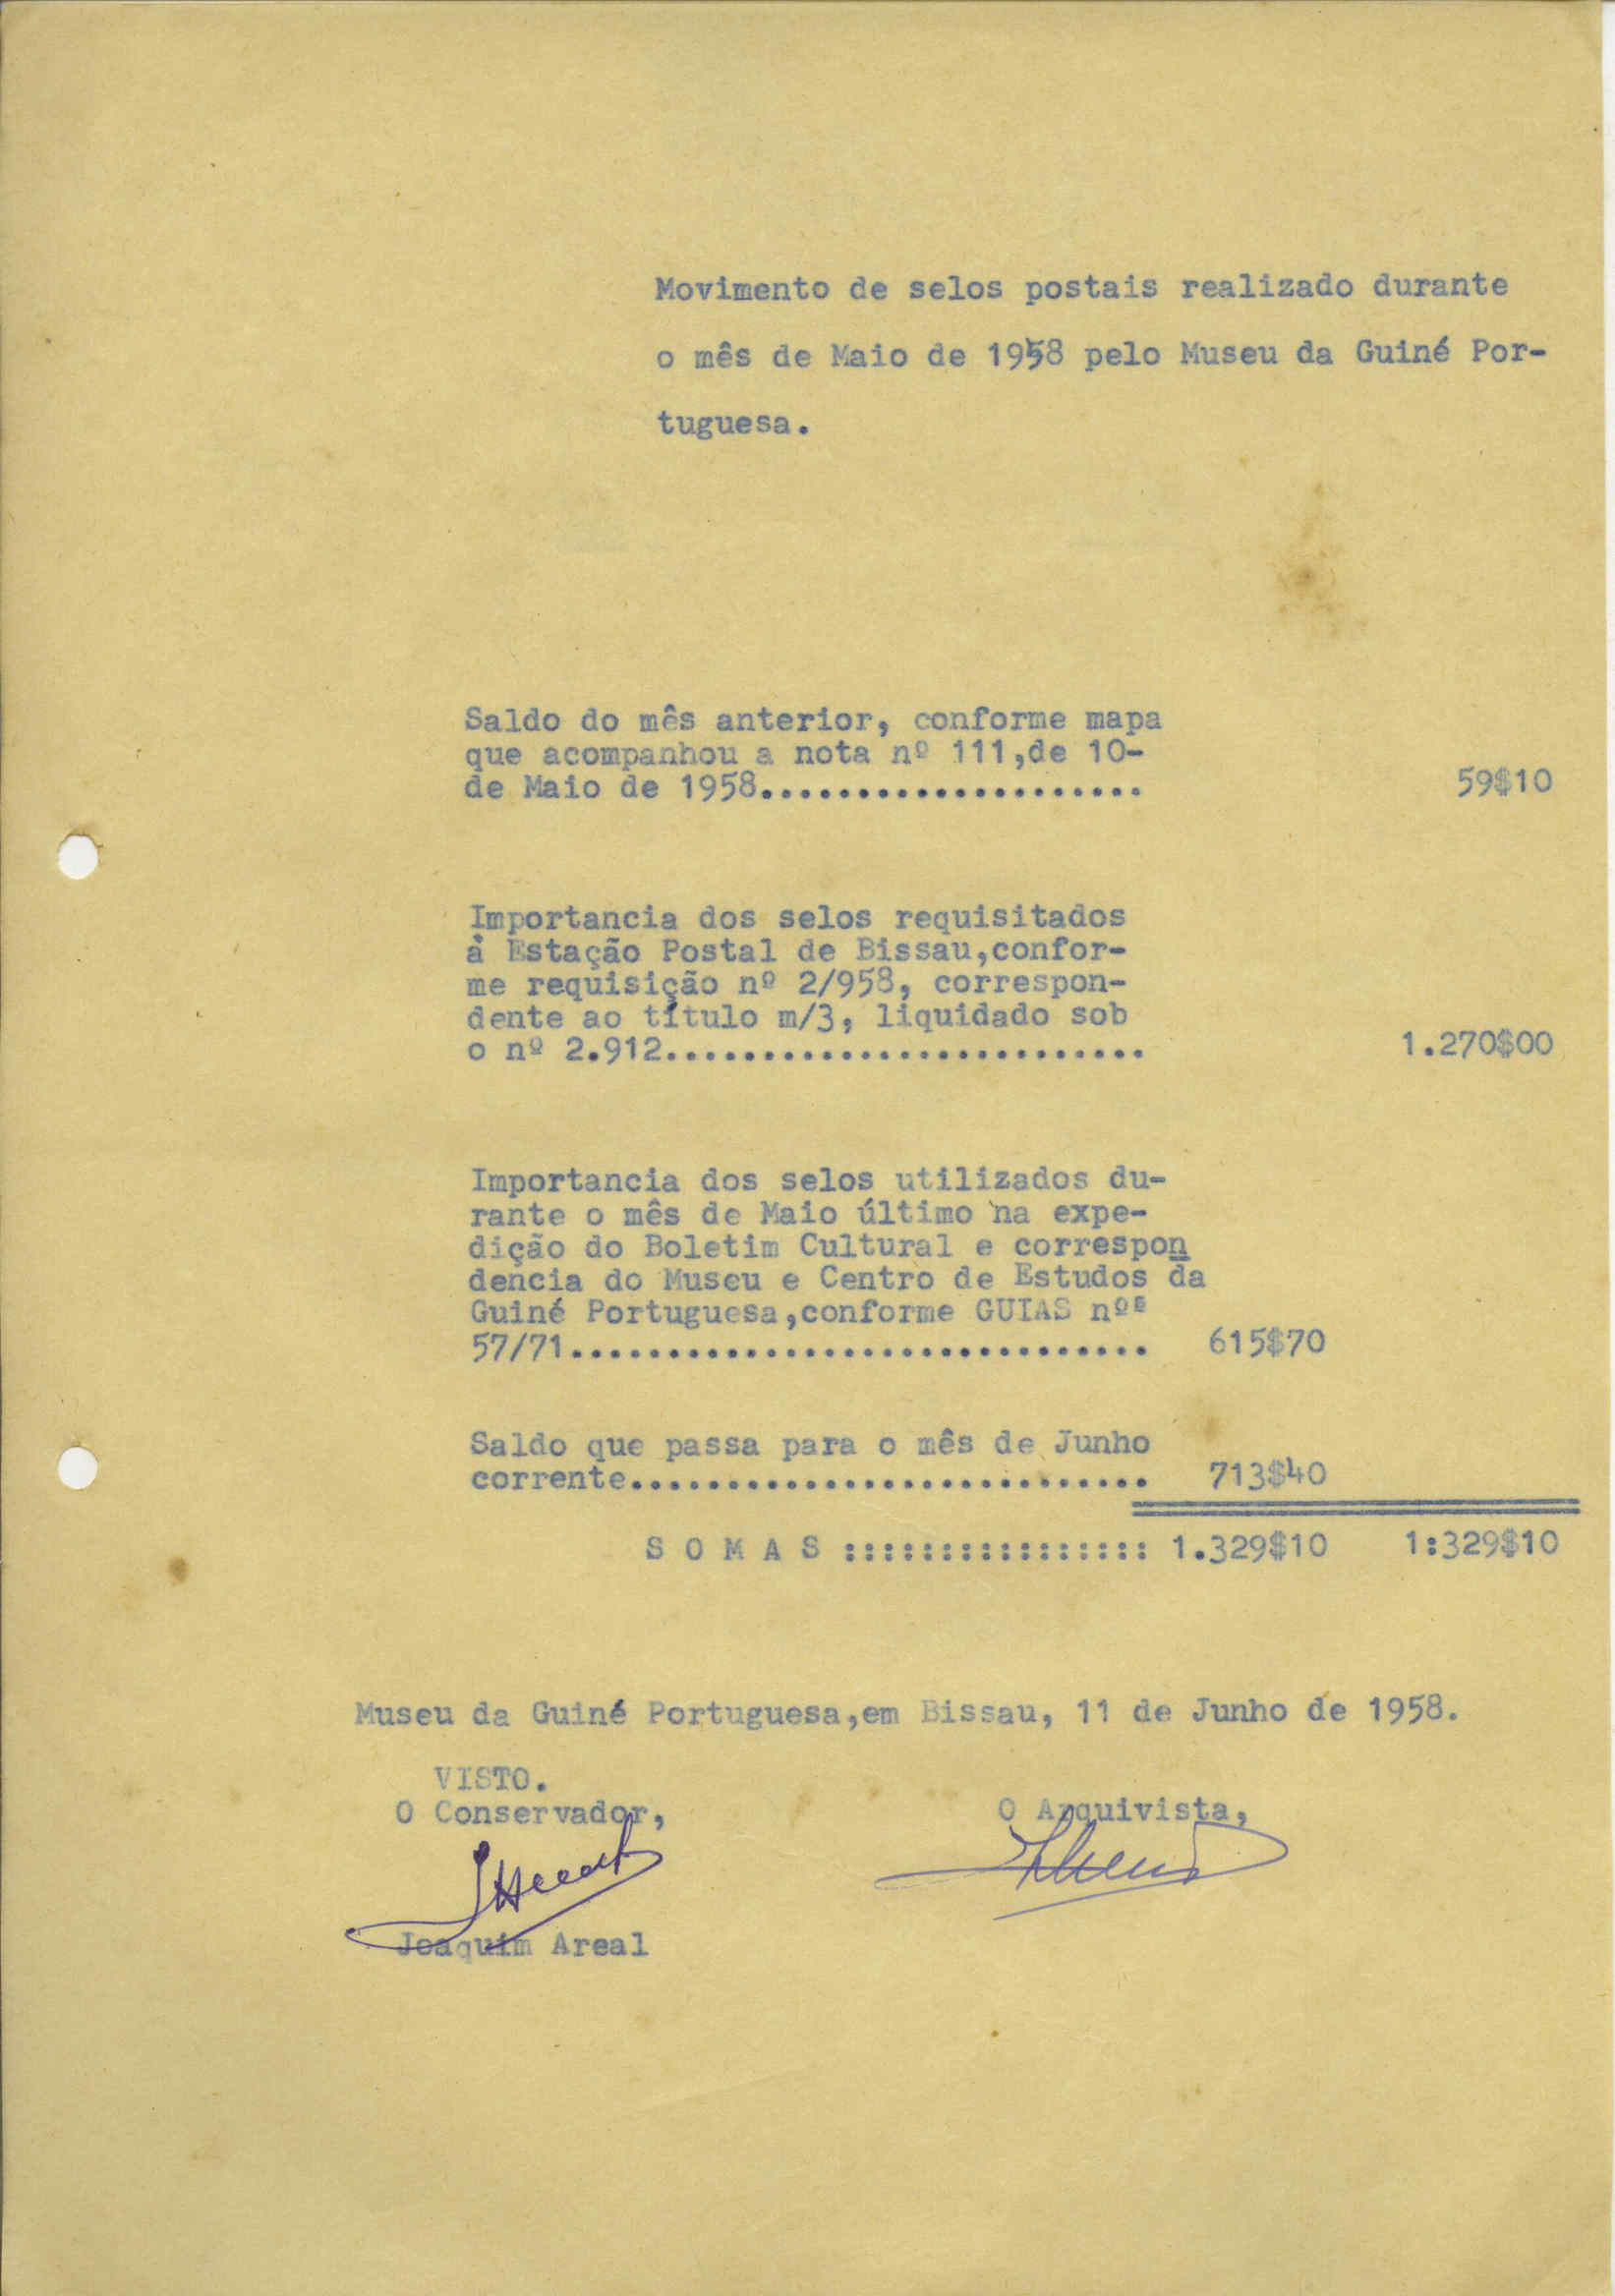 Movimento de selos postais realizado durante
o mês de Maio de 1958 pelo Museu da Guiné Por-
tuguesa.
Saldo do mês anterior, conforme mapa
que acompanhou a nota nº 111,de 10-
de Maio de 1958.................... 59$10
Importancia dos selos requisitados
à Estação Postal de Bissau,confor-
me requisição nº 2/958, correspon-
dente ao título m/3, liquidado sob
o nº 2.912......................... 1.270$00
Importancia dos selos utilizados du-
rante o mês de Maio último na expe-
dição do Boletim Cultural e correspon
dencia do Museu e Centro de Estudos da
Guiné Portuguesa,conforme GUIAS nºs
57/71.............................. 615$70
Saldo que passa para o mês de Junho
corrente........................... 713$40
S O M A S :::::::::::::::: 1.329$10 1:329$10
Museu da Guiné Portuguesa,em Bissau, 11 de Junho de 1958.
VISTO.
O Conservador, O Arquivista,
Joaquim Areal